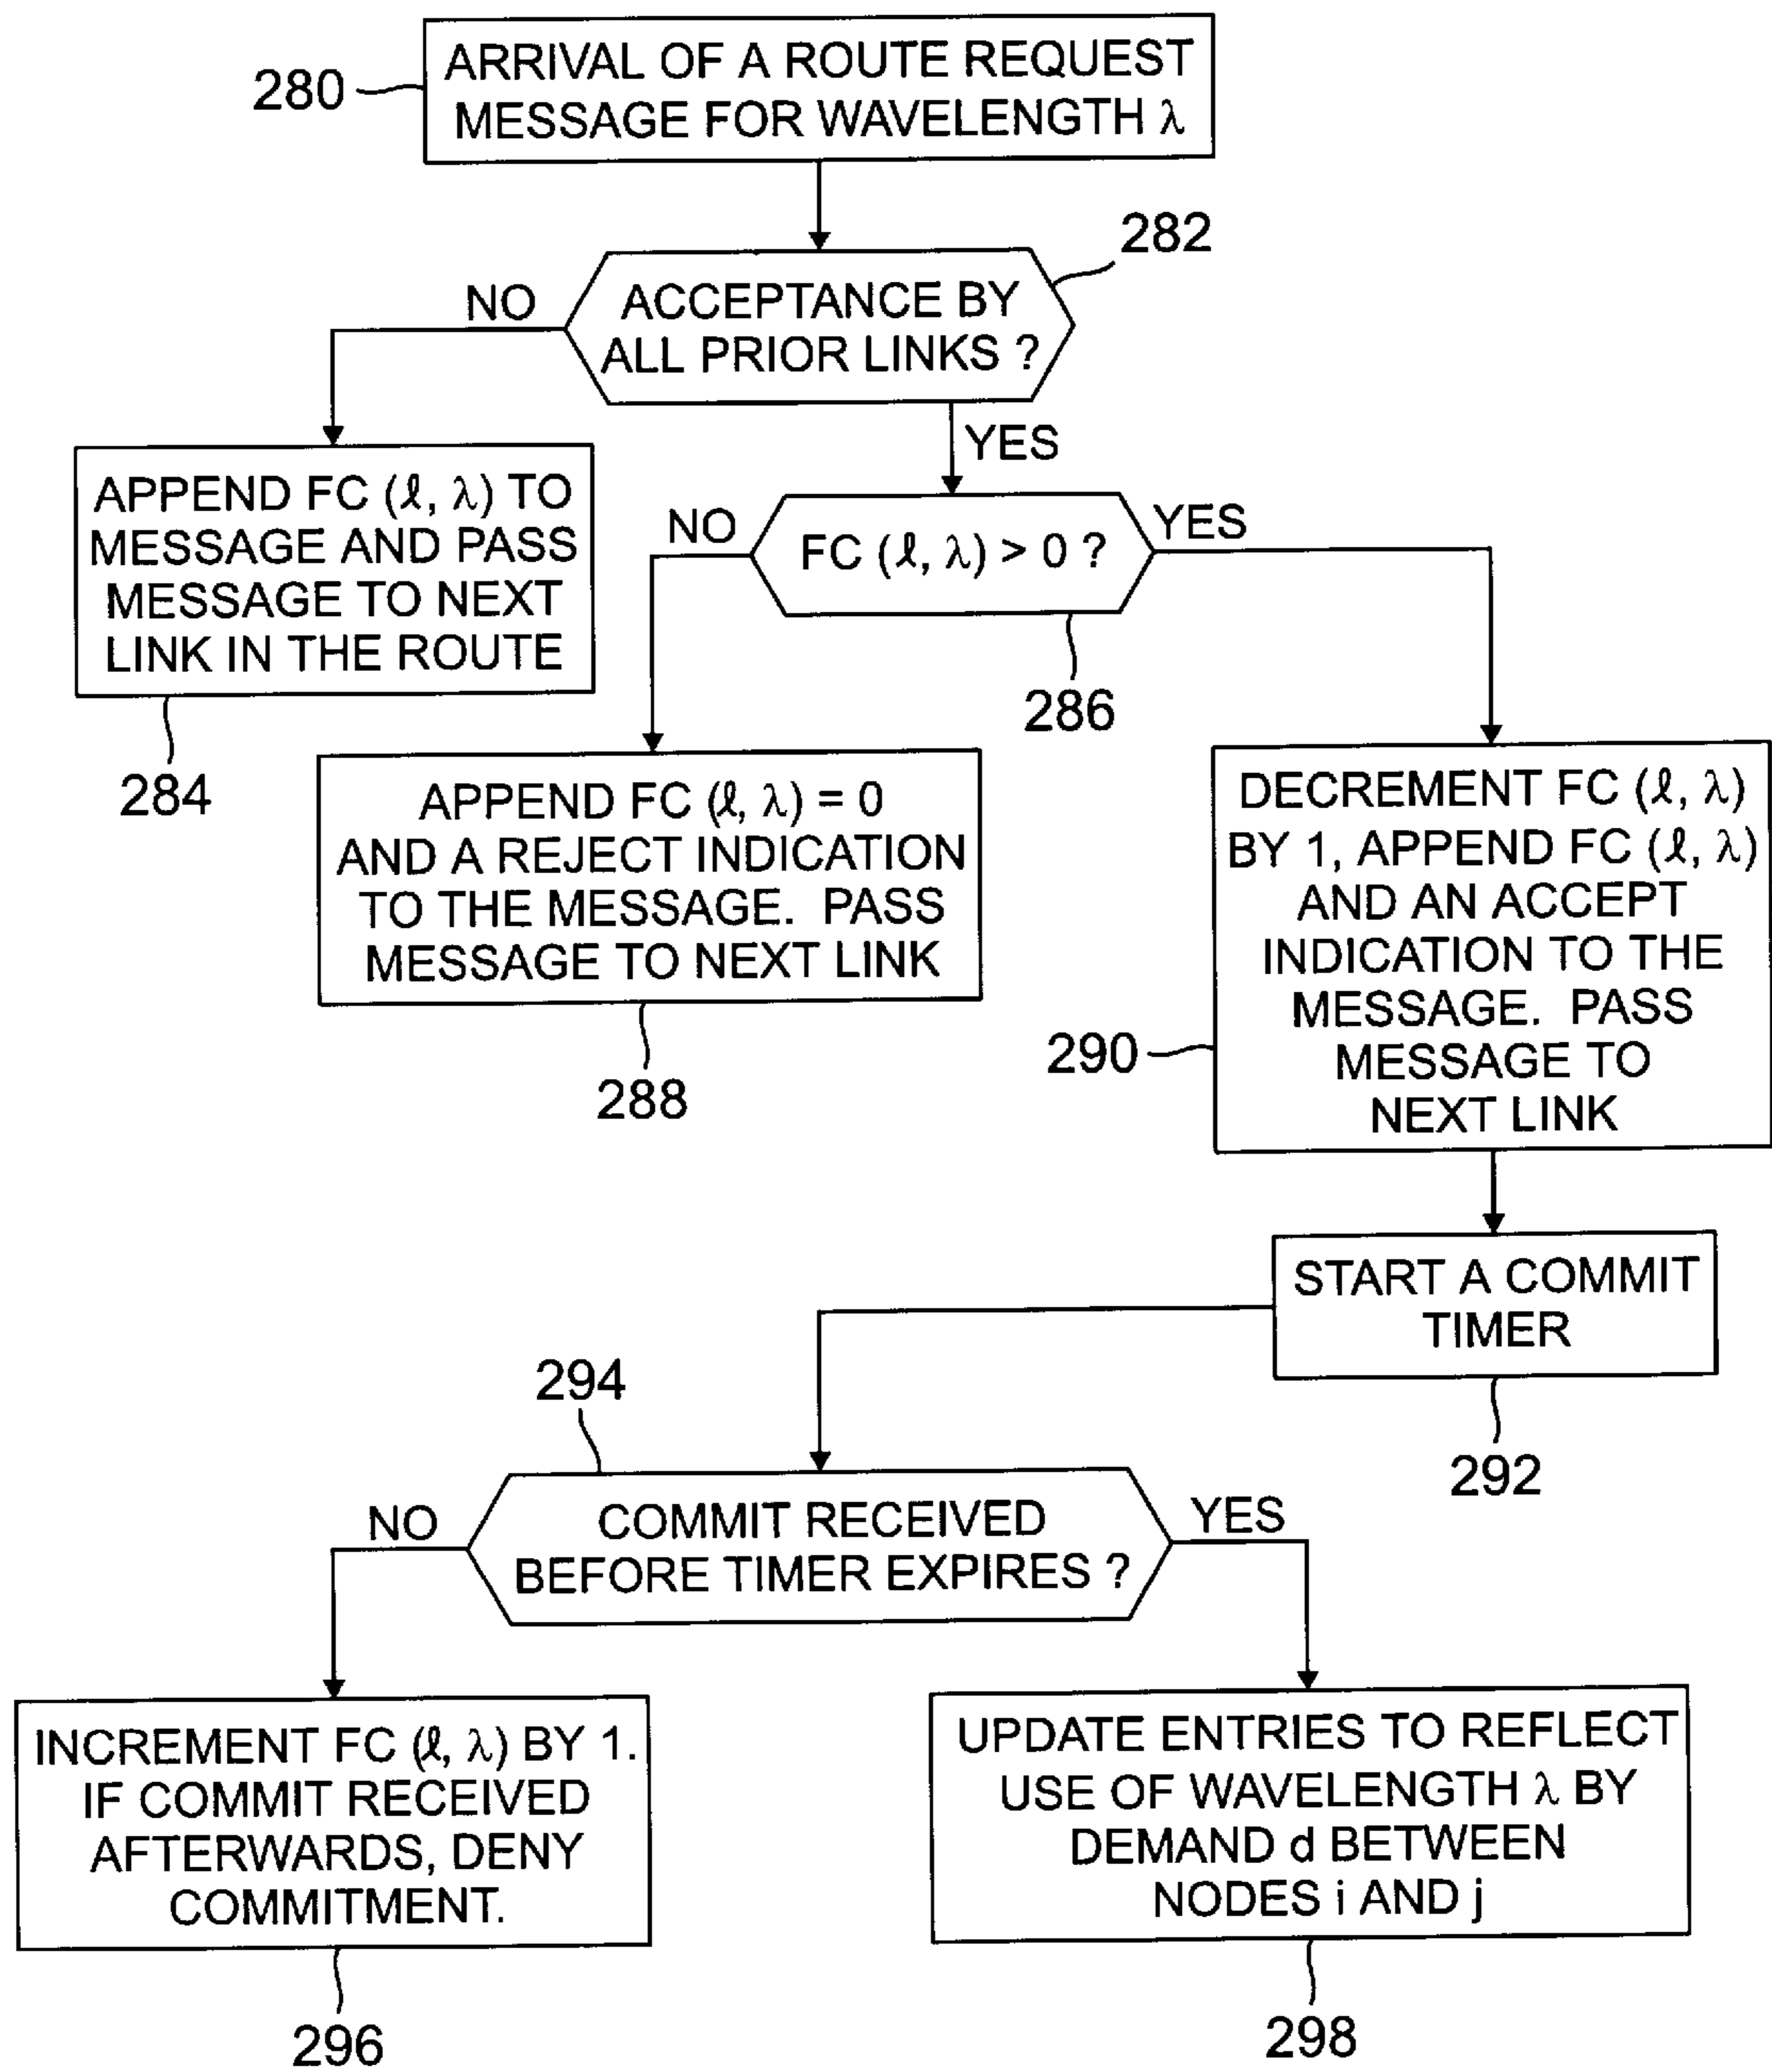 ARRIVAL OF A ROUTE REQUEST
MESSAGE FOR WAVELENGTH λ
280
282
ACCEPTANCE BY
ALL PRIOR LINKS ?
NO
YES
APPEND FC (ℓ, λ) TO
MESSAGE AND PASS
MESSAGE TO NEXT
LINK IN THE ROUTE
284
NO
FC (ℓ, λ) > 0 ?
YES
286
APPEND FC (ℓ, λ) = 0
AND A REJECT INDICATION
TO THE MESSAGE. PASS
MESSAGE TO NEXT LINK
288
DECREMENT FC (ℓ, λ)
BY 1, APPEND FC (ℓ, λ)
AND AN ACCEPT
INDICATION TO THE
MESSAGE. PASS
MESSAGE TO
NEXT LINK
290
START A COMMIT
TIMER
292
294
NO
COMMIT RECEIVED
BEFORE TIMER EXPIRES ?
YES
INCREMENT FC (ℓ, λ) BY 1.
IF COMMIT RECEIVED
AFTERWARDS, DENY
COMMITMENT.
296
UPDATE ENTRIES TO REFLECT
USE OF WAVELENGTH λ BY
DEMAND d BETWEEN
NODES i AND j
298